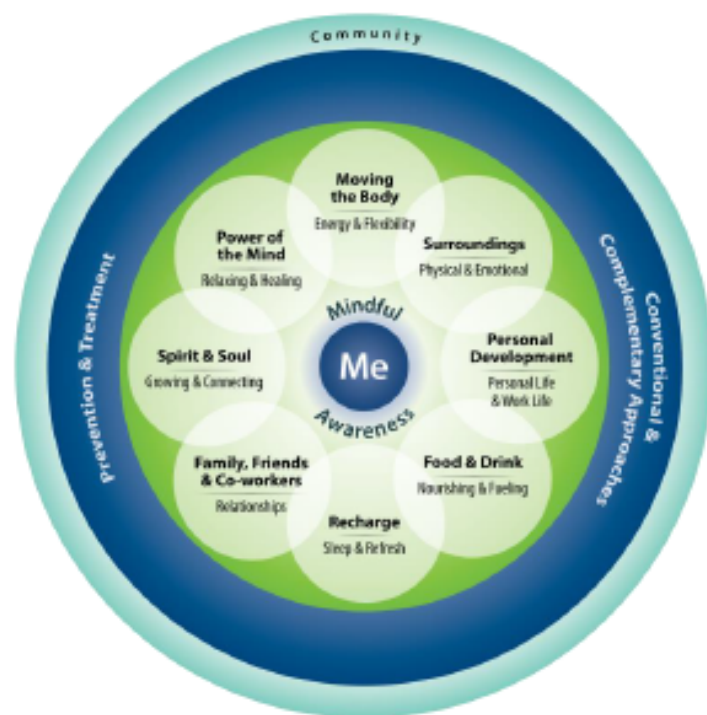 Community
Prevention & Treatment
Conventional &
Complementary Approaches
Moving
the Body
Energy & Flexibility
Surroundings
Physical & Emotional
Personal
Development
Personal Life
& Work Life
Food & Drink
Nourishing & Fueling
Recharge
Sleep & Refresh
Family, Friends
& Co-workers
Relationships
Spirit & Soul
Growing & Connecting
Power of
the Mind
Relaxing & Healing
Mindful
Me
Awareness